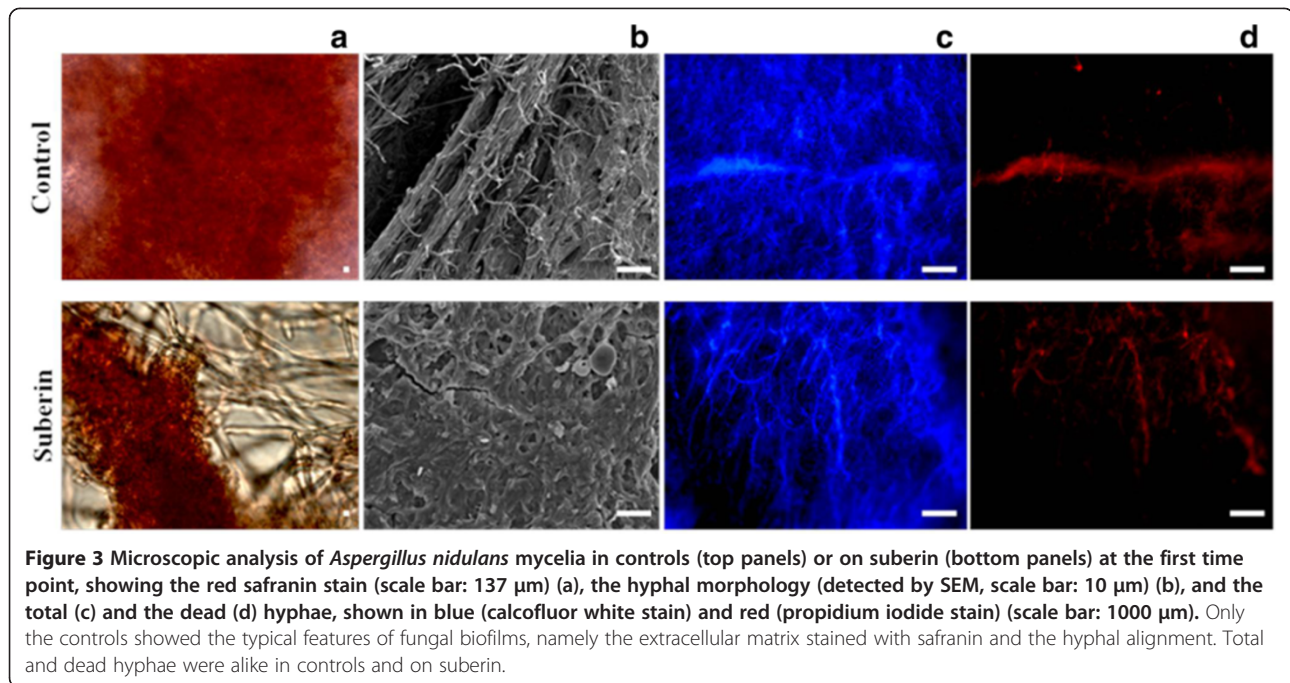 a b c d
Control
Suberin
Figure 3 Microscopic analysis of Aspergillus nidulans mycelia in controls (top panels) or on suberin (bottom panels) at the first time
point, showing the red safranin stain (scale bar: 137 μm) (a), the hyphal morphology (detected by SEM, scale bar: 10 μm) (b), and the
total (c) and the dead (d) hyphae, shown in blue (calcofluor white stain) and red (propidium iodide stain) (scale bar: 1000 μm). Only
the controls showed the typical features of fungal biofilms, namely the extracellular matrix stained with safranin and the hyphal alignment. Total
and dead hyphae were alike in controls and on suberin.